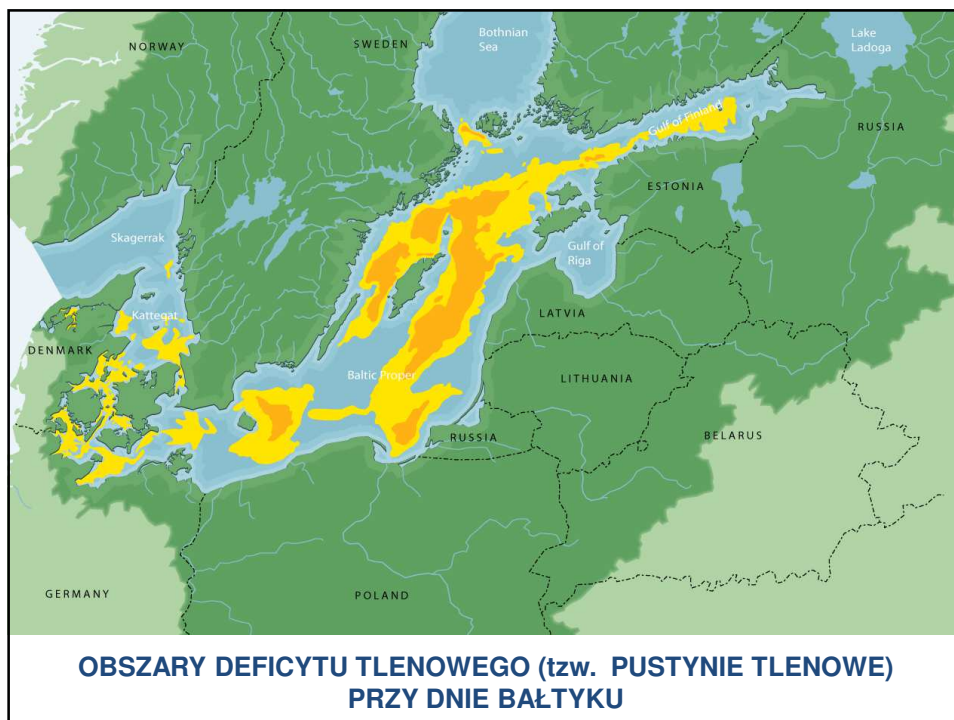 NORWAY
SWEDEN
Bothnian
Sea
Lake
Ladoga
Gulf of Finland
RUSSIA
ESTONIA
Skagerrak
Gulf of
Riga
Kattegat
LATVIA
DENMARK
Baltic Proper
LITHUANIA
RUSSIA
BELARUS
GERMANY
POLAND
OBSZARY DEFICYTU TLENOWEGO (tzw. PUSTYNIE TLENOWE)
PRZY DNIE BAŁTYKU